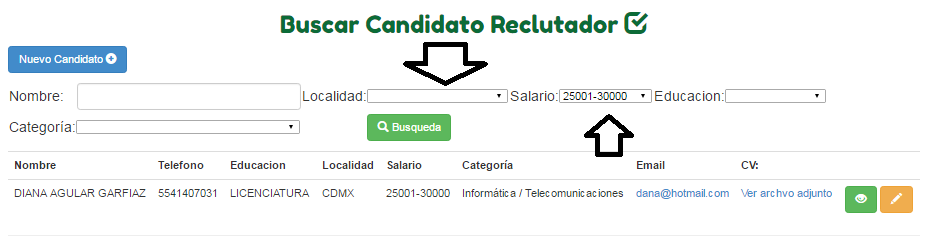 Buscar Candidato Reclutador
Nuevo Candidato
Nombre: Localidad: Salario: 25001-30000 Educacion:
Categoría: Busqueda
Nombre Telefono Educacion Localidad Salario Categoría Email CV:
DIANA AGULAR GARFIAZ 5541407031 LICENCIATURA CDMX 25001-30000 Informática / Telecomunicaciones dana@hotmail.com Ver archvo adjunto